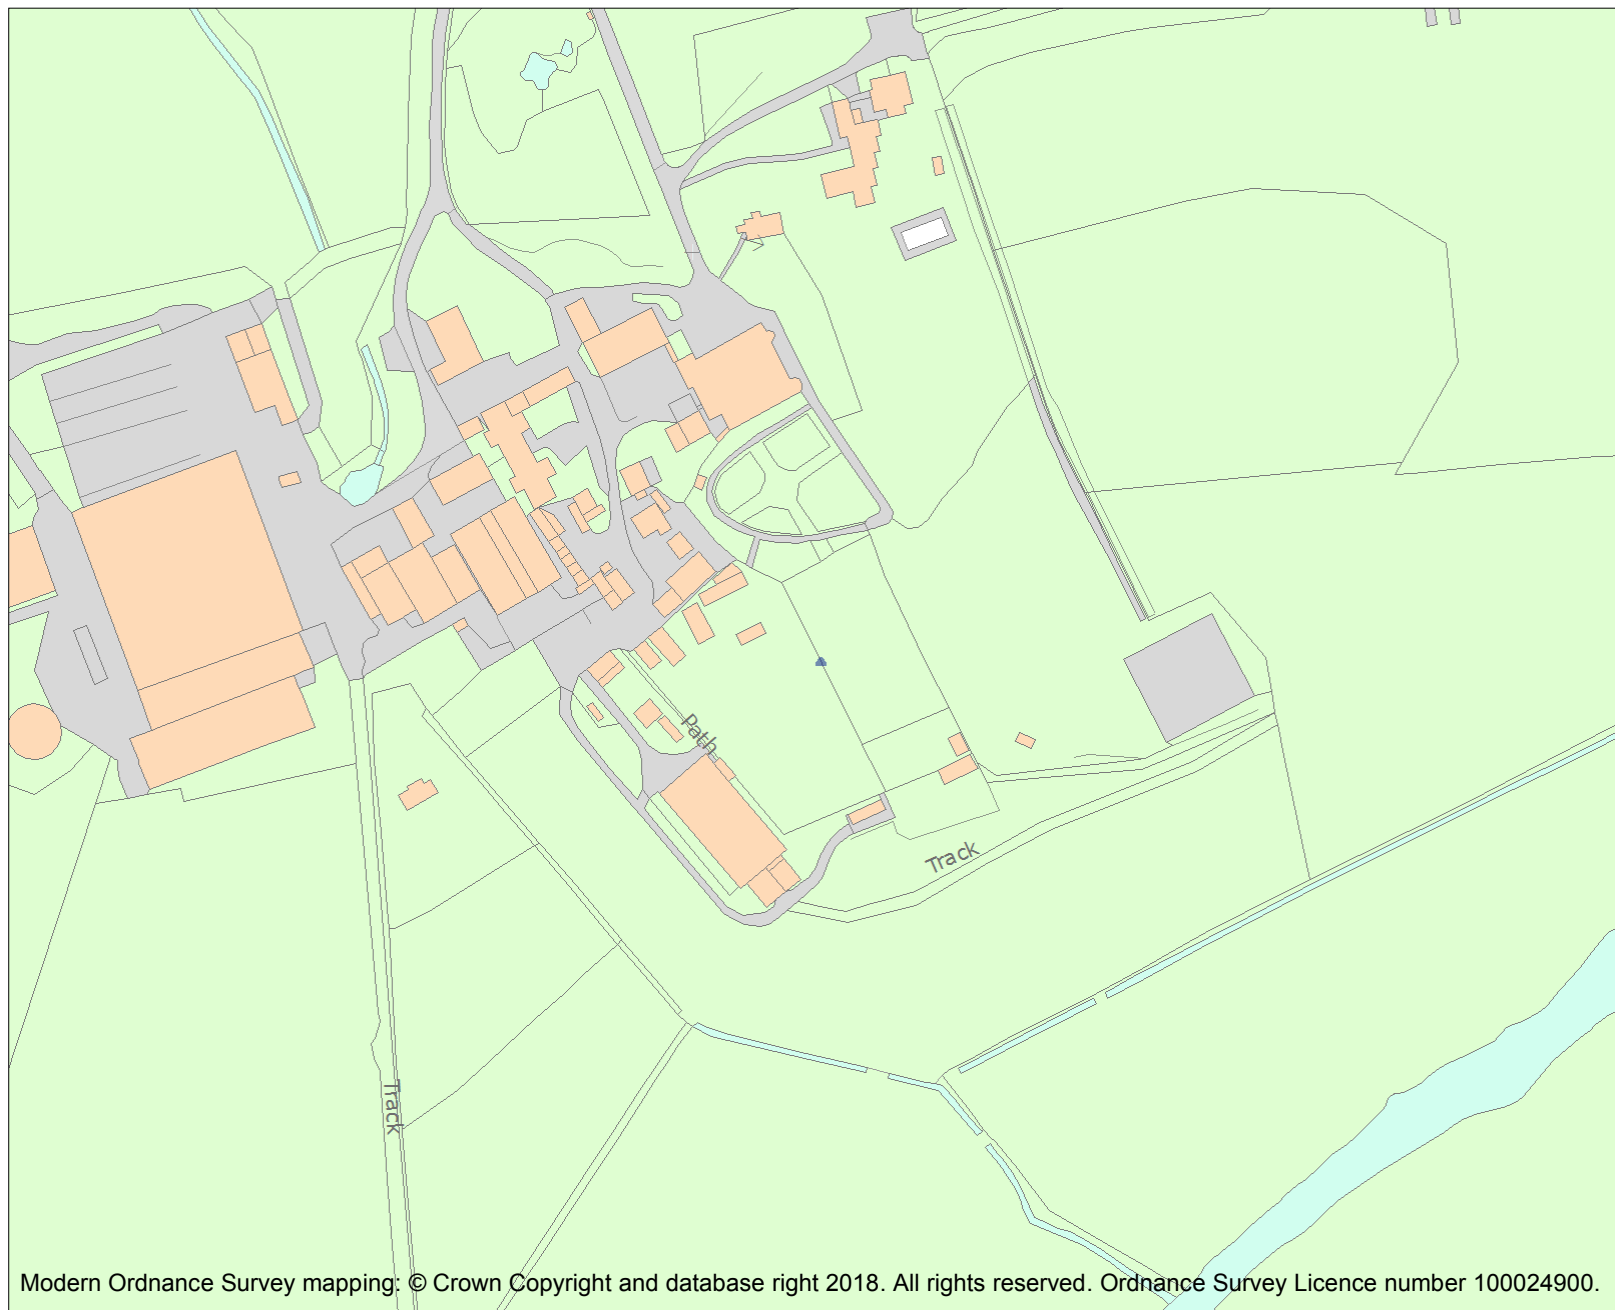 Path
Track
Track
Modern Ordnance Survey mapping: © Crown Copyright and database right 2018. All rights reserved. Ordnance Survey Licence number 100024900.